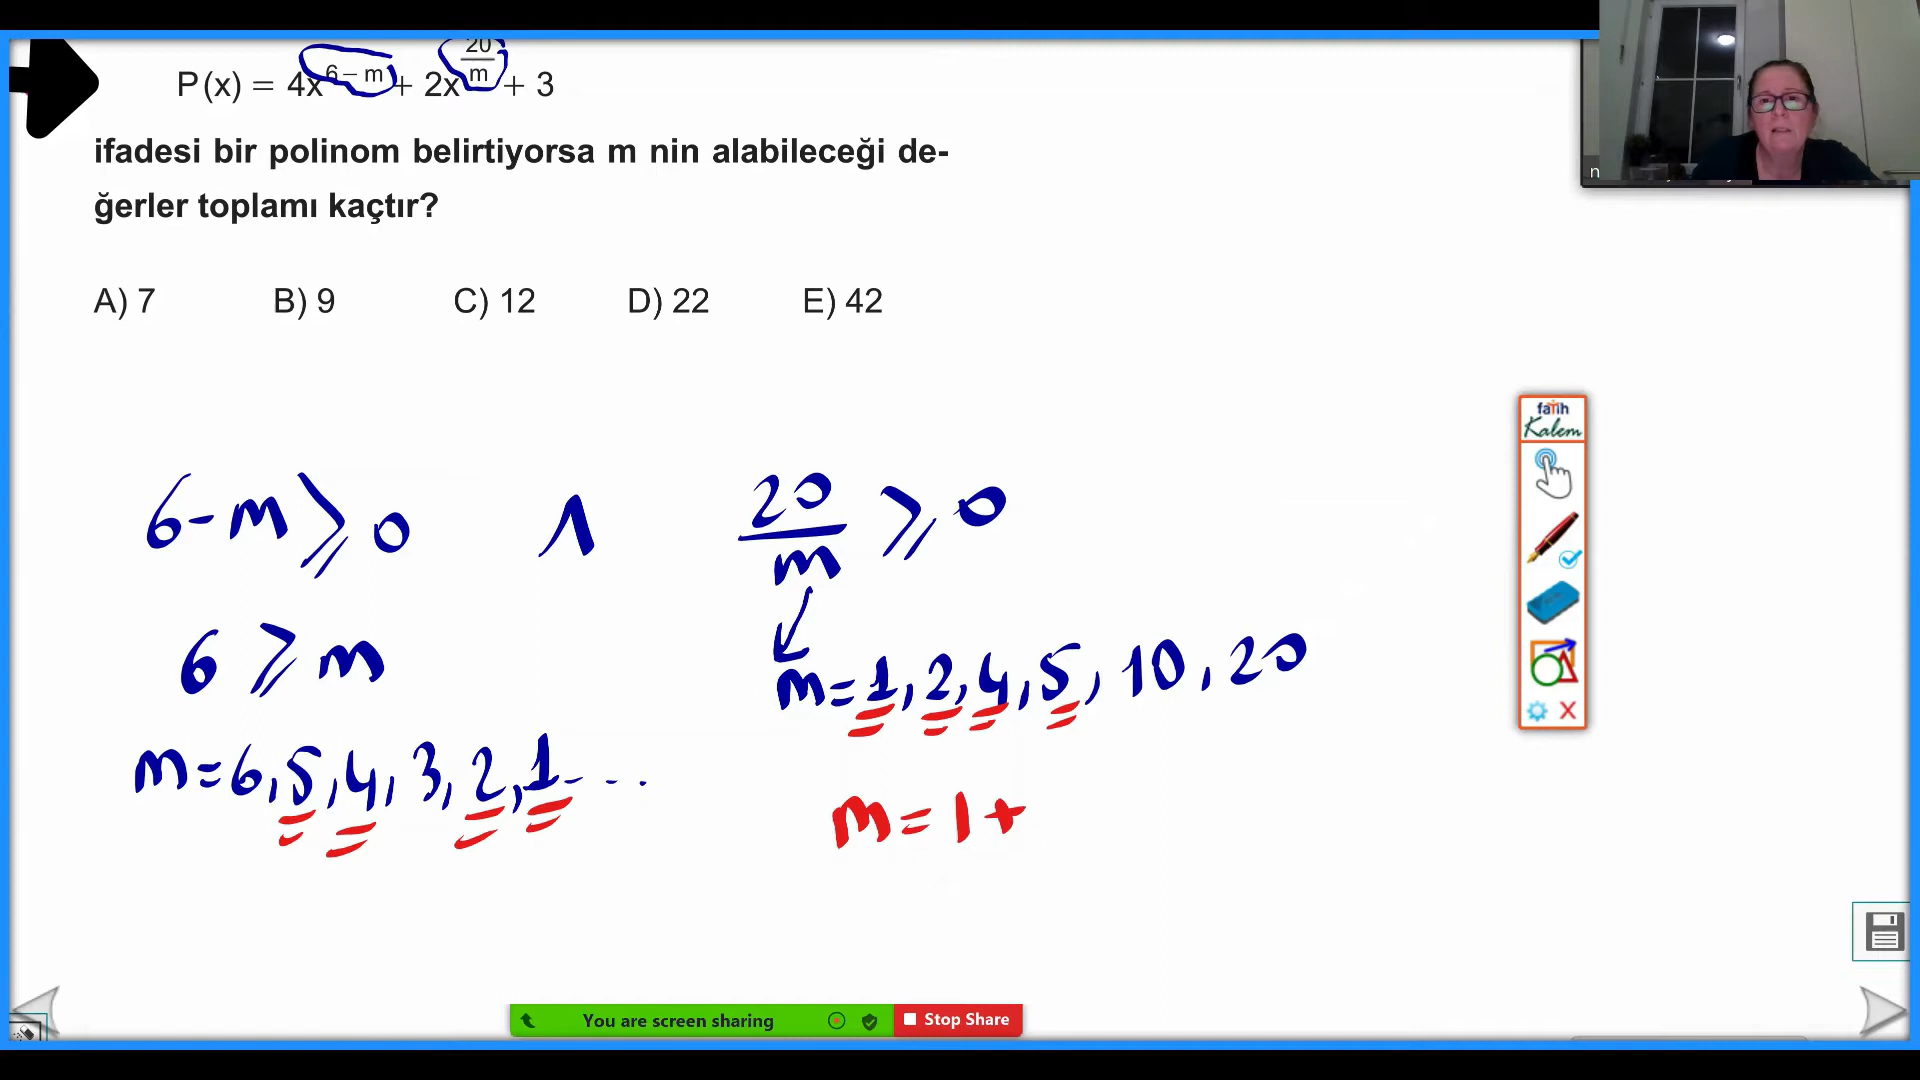 P(x) = 4x^{6-m} + 2x^{\frac{20}{m}} + 3
ifadesi bir polinom belirtiyorsa m nin alabileceği de-
ğerler toplamı kaçtır?
A) 7 B) 9 C) 12 D) 22 E) 42
6-m ⩾ 0 ∧ \frac{20}{m} ⩾ 0
6 ⩾ m
m=1,2,4,5,10,20
m=6,5,4,3,2,1- - -
m=1+
fatih
Kalem
X
n
You are screen sharing
Stop Share